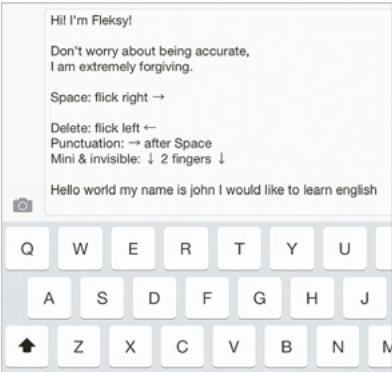 Hi! I'm Fleksy!
Don't worry about being accurate,
I am extremely forgiving.
Space: flick right →
Delete: flick left ←
Punctuation: → after Space
Mini & invisible: ↓ 2 fingers ↓
Hello world my name is john I would like to learn english
Q W E R T Y U
A S D F G H J
Z X C V B N M